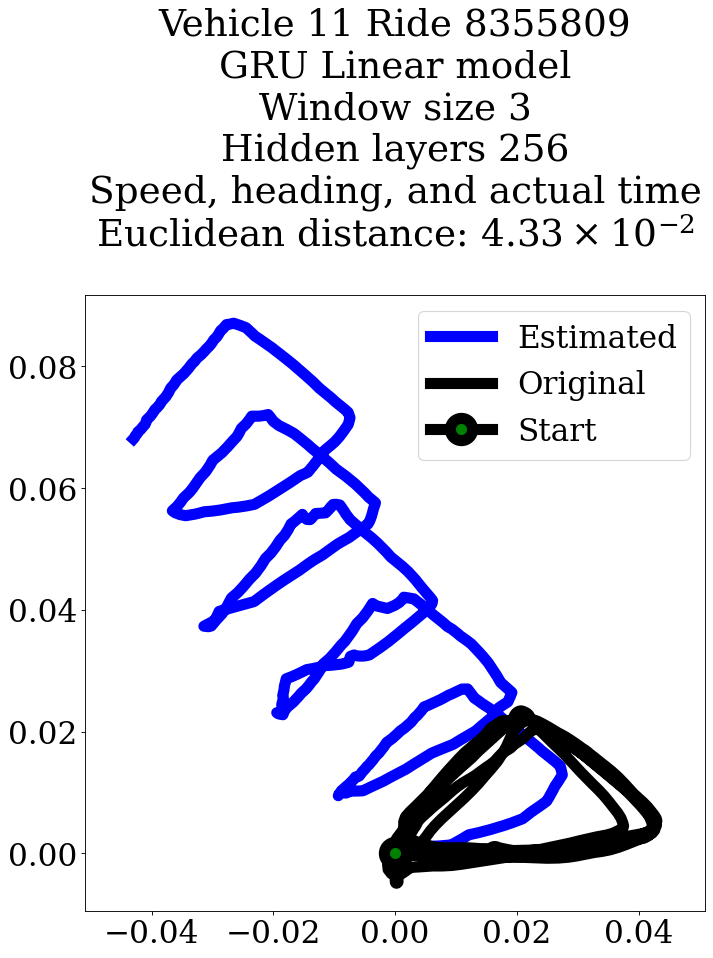 Vehicle 11 Ride 8355809
GRU Linear model
Window size 3
Hidden layers 256
Speed, heading, and actual time
Euclidean distance: 4.33 × 10⁻²
Estimated
Original
Start
0.08
0.06
0.04
0.02
0.00
−0.04 −0.02 0.00 0.02 0.04